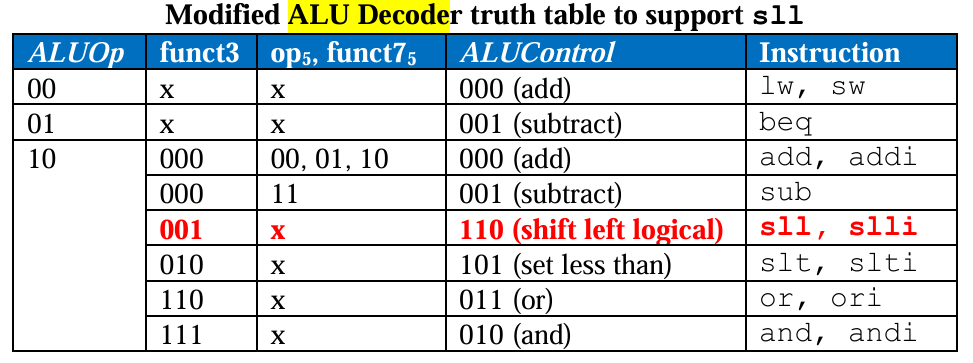 Modified ALU Decoder truth table to support sll
ALUOp funct3 op₅, funct7₅ ALUControl Instruction
00 x x 000 (add) lw, sw
01 x x 001 (subtract) beq
10 000 00, 01, 10 000 (add) add, addi
000 11 001 (subtract) sub
001 x 110 (shift left logical) sll, slli
010 x 101 (set less than) slt, slti
110 x 011 (or) or, ori
111 x 010 (and) and, andi